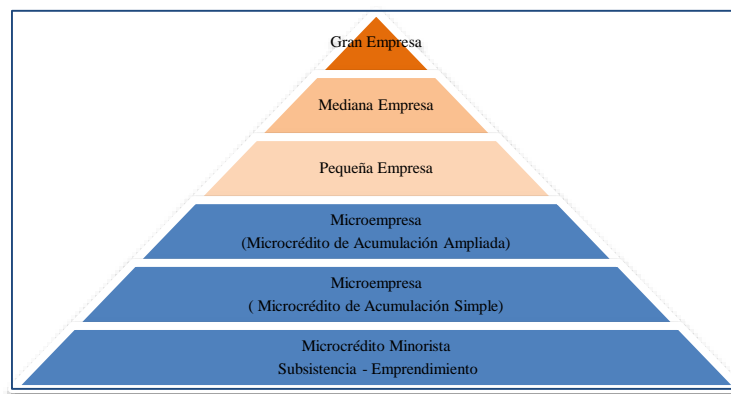 Gran Empresa
Mediana Empresa
Pequeña Empresa
Microempresa
(Microcrédito de Acumulación Ampliada)
Microempresa
( Microcrédito de Acumulación Simple)
Microcrédito Minorista
Subsistencia - Emprendimiento